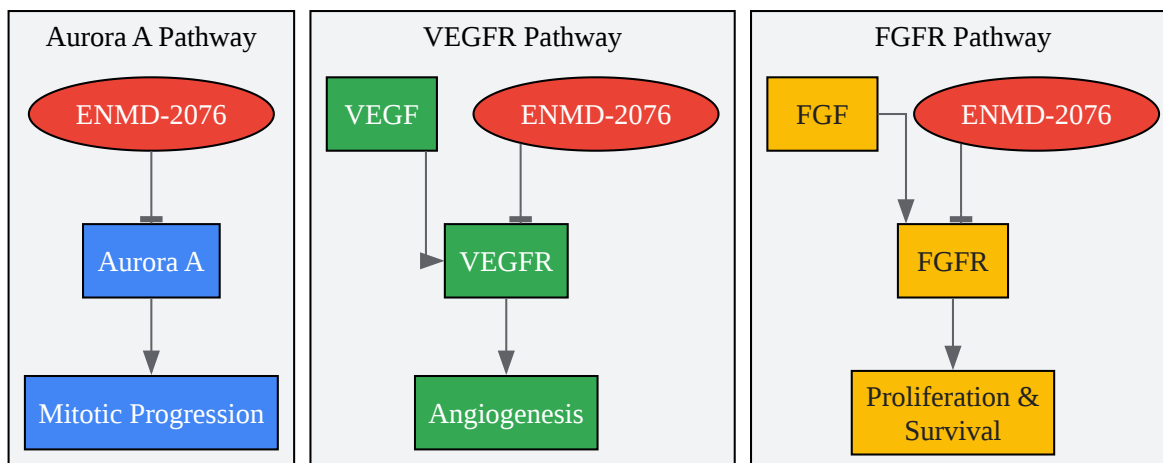 Aurora A Pathway
ENMD-2076
Aurora A
Mitotic Progression
VEGFR Pathway
VEGF
ENMD-2076
VEGFR
Angiogenesis
FGFR Pathway
FGF
ENMD-2076
FGFR
Proliferation &
Survival